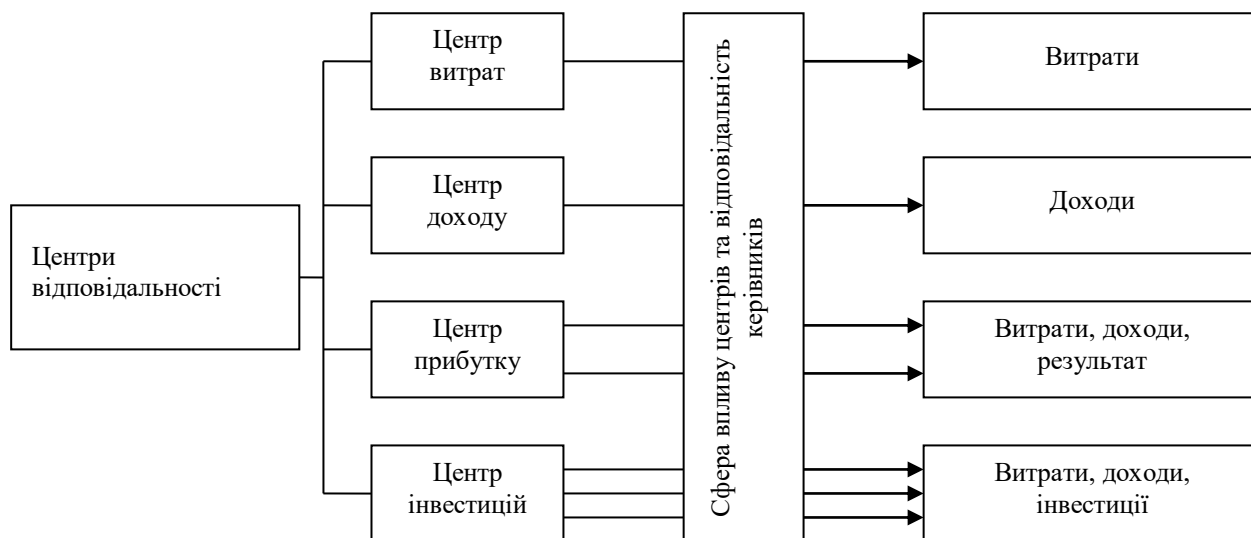 Центри
відповідальності
Центр
витрат
Центр
доходу
Центр
прибутку
Центр
інвестицій
Сфера впливу центрів та відповідальність
керівників
Витрати
Доходи
Витрати, доходи,
результат
Витрати, доходи,
інвестиції